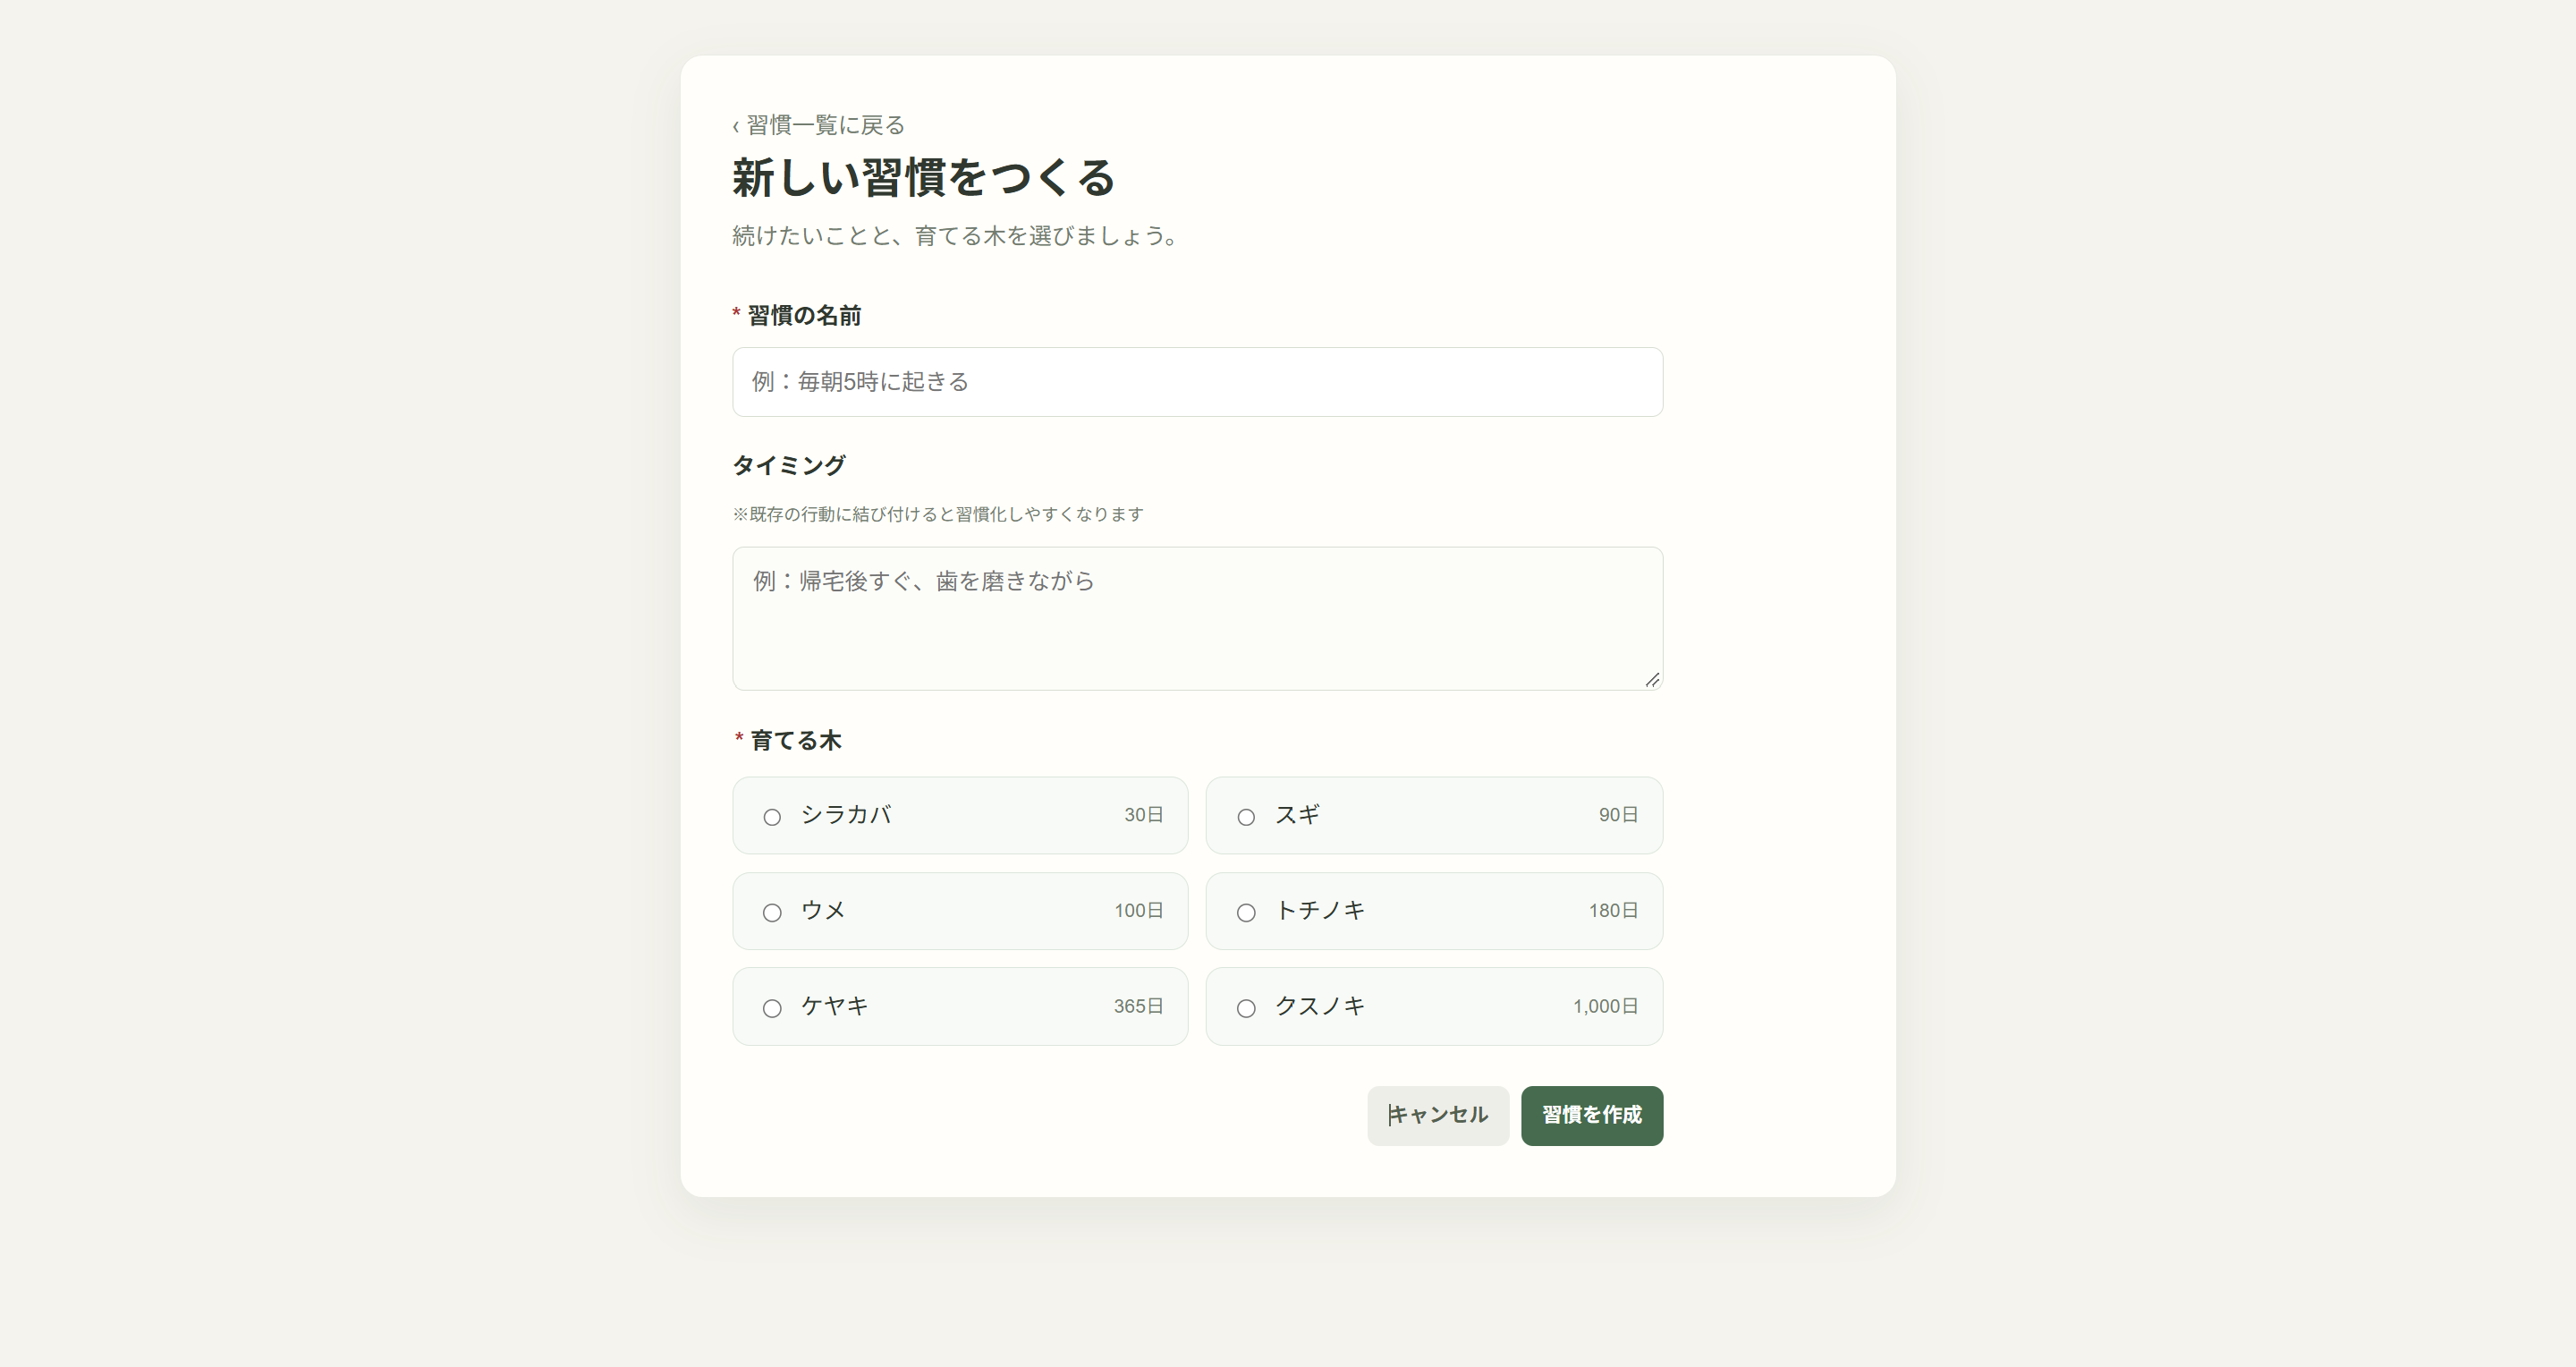 ‹ 習慣一覧に戻る
新しい習慣をつくる
続けたいことと、育てる木を選びましょう。
* 習慣の名前
例：毎朝5時に起きる
タイミング
※既存の行動に結び付けると習慣化しやすくなります
例：帰宅後すぐ、歯を磨きながら
* 育てる木
シラカバ 30日
スギ 90日
ウメ 100日
トチノキ 180日
ケヤキ 365日
クスノキ 1,000日
キャンセル
習慣を作成